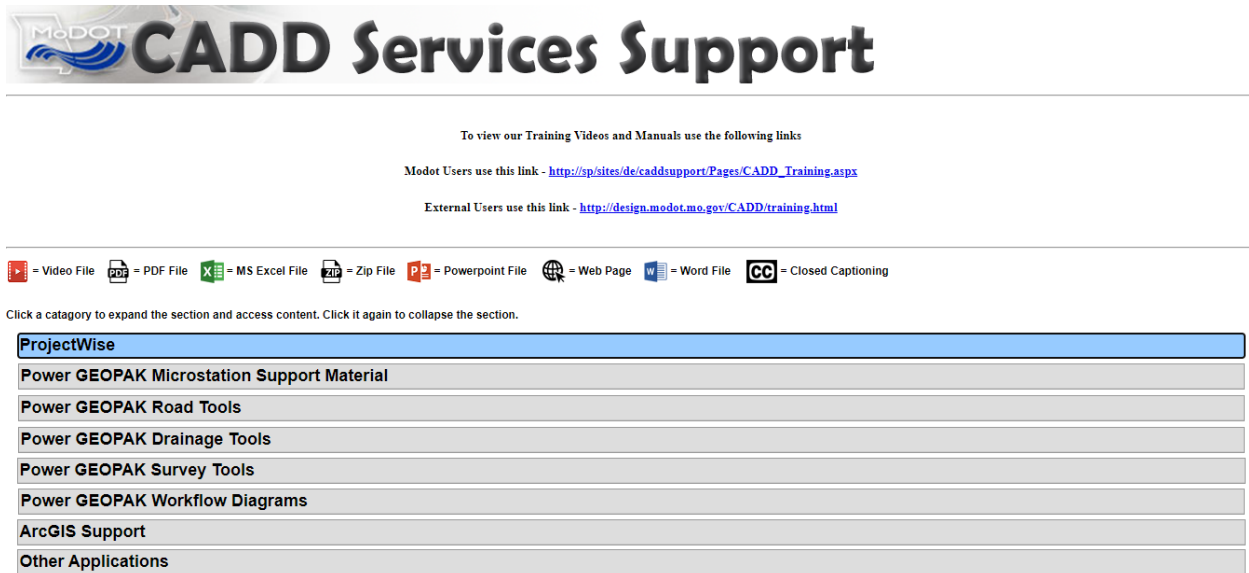 MoDOT CADD Services Support
To view our Training Videos and Manuals use the following links
Modot Users use this link - http://sp/sites/de/caddsupport/Pages/CADD_Training.aspx
External Users use this link - http://design.modot.mo.gov/CADD/training.html
= Video File PDF = PDF File X = MS Excel File ZIP = Zip File P = Powerpoint File = Web Page W = Word File CC = Closed Captioning
Click a catagory to expand the section and access content. Click it again to collapse the section.
ProjectWise
Power GEOPAK Microstation Support Material
Power GEOPAK Road Tools
Power GEOPAK Drainage Tools
Power GEOPAK Survey Tools
Power GEOPAK Workflow Diagrams
ArcGIS Support
Other Applications